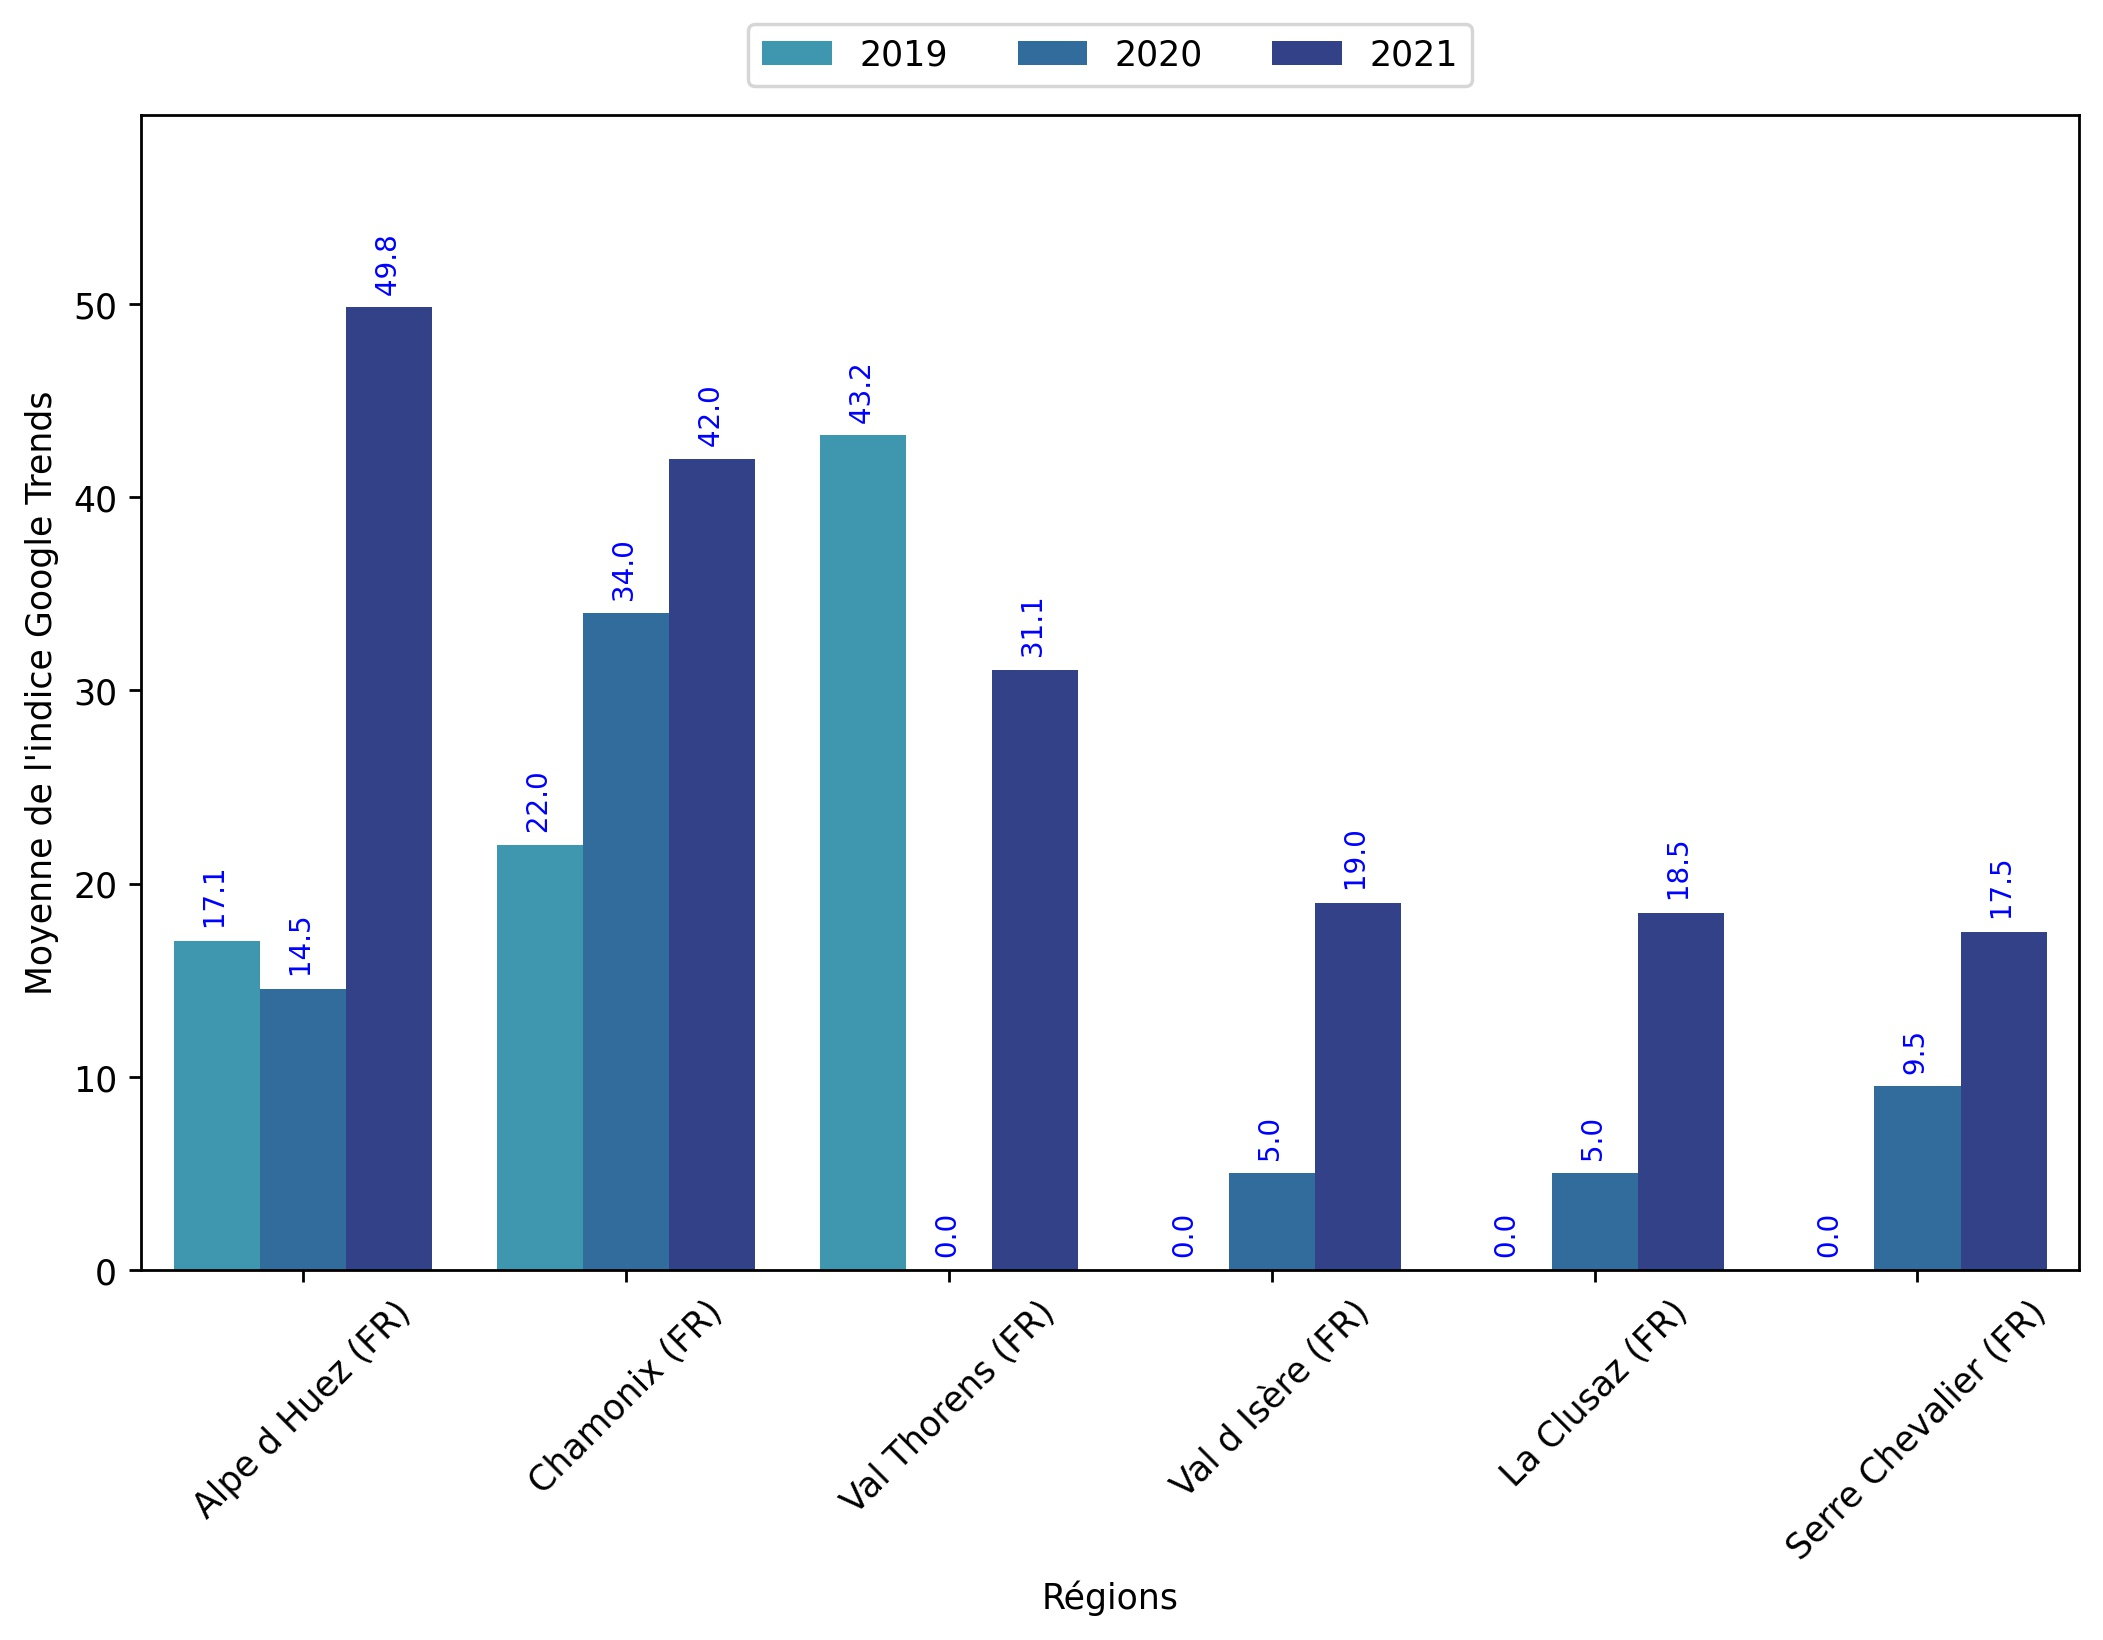 2019 2020 2021
Moyenne de l'indice Google Trends
50
40
30
20
10
0
17.1
14.5
49.8
22.0
34.0
42.0
43.2
0.0
31.1
0.0
5.0
19.0
0.0
5.0
18.5
0.0
9.5
17.5
Alpe d Huez (FR)
Chamonix (FR)
Val Thorens (FR)
Val d Isère (FR)
La Clusaz (FR)
Serre Chevalier (FR)
Régions